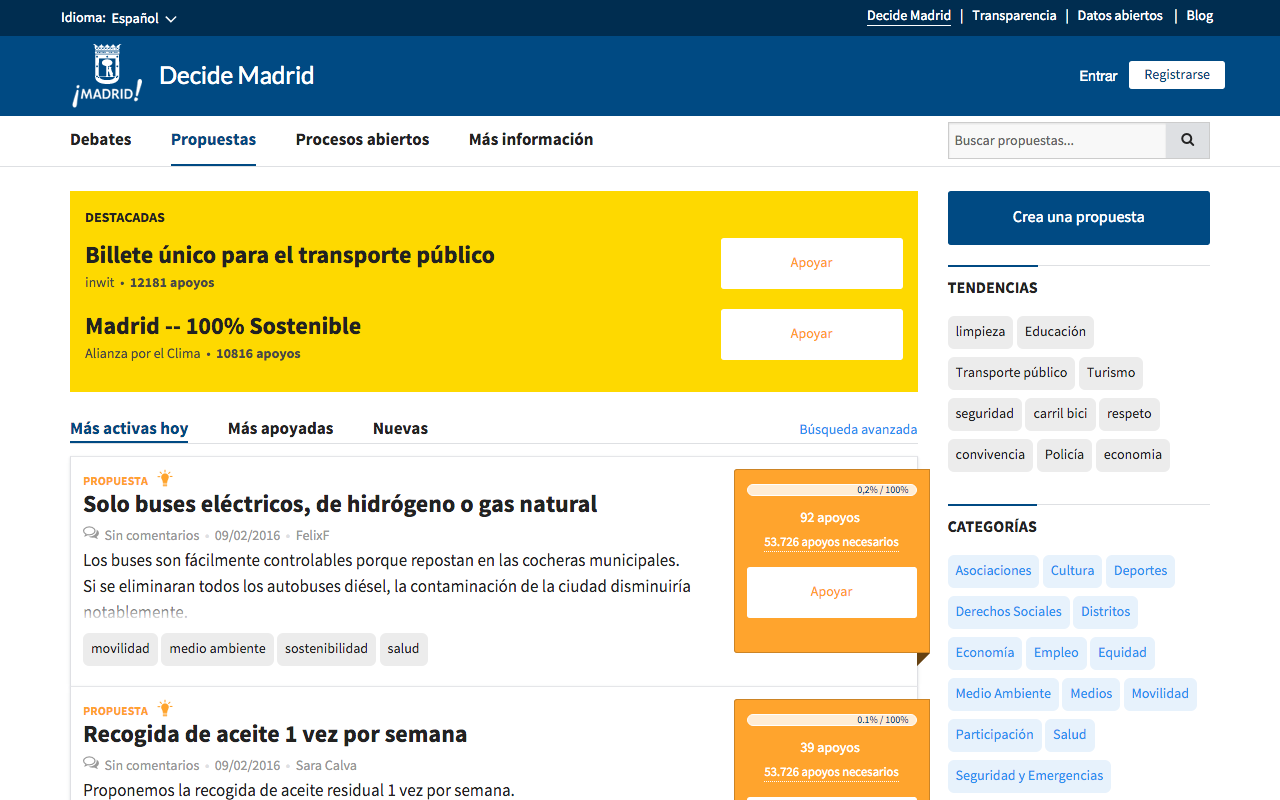 Idioma: Español
Decide Madrid | Transparencia | Datos abiertos | Blog
¡MADRID!
Decide Madrid
Entrar Registrarse
Debates Propuestas Procesos abiertos Más información
Buscar propuestas...
DESTACADAS
Billete único para el transporte público
inwit • 12181 apoyos
Apoyar
Madrid -- 100% Sostenible
Alianza por el Clima • 10816 apoyos
Apoyar
Más activas hoy Más apoyadas Nuevas
Búsqueda avanzada
PROPUESTA
Solo buses eléctricos, de hidrógeno o gas natural
Sin comentarios • 09/02/2016 • FelixF
Los buses son fácilmente controlables porque repostan en las cocheras municipales.
Si se eliminaran todos los autobuses diésel, la contaminación de la ciudad disminuiría
notablemente.
movilidad medio ambiente sostenibilidad salud
0,2% / 100%
92 apoyos
53.726 apoyos necesarios
Apoyar
PROPUESTA
Recogida de aceite 1 vez por semana
Sin comentarios • 09/02/2016 • Sara Calva
Proponemos la recogida de aceite residual 1 vez por semana.
0.1% / 100%
39 apoyos
53.726 apoyos necesarios
Crea una propuesta
TENDENCIAS
limpieza Educación
Transporte público Turismo
seguridad carril bici respeto
convivencia Policía economia
CATEGORÍAS
Asociaciones Cultura Deportes
Derechos Sociales Distritos
Economía Empleo Equidad
Medio Ambiente Medios Movilidad
Participación Salud
Seguridad y Emergencias